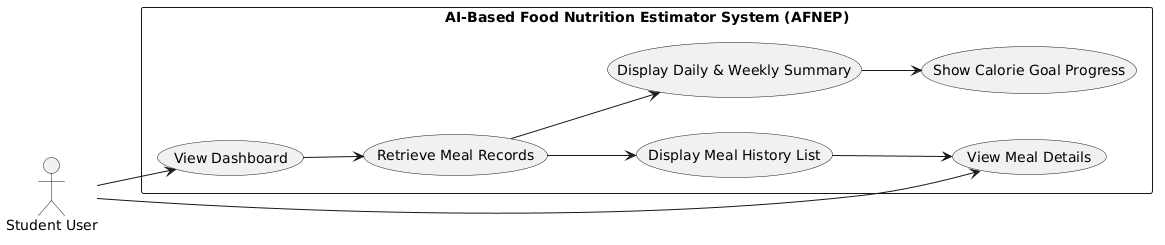 AI-Based Food Nutrition Estimator System (AFNEP)
Display Daily & Weekly Summary
Show Calorie Goal Progress
View Dashboard
Retrieve Meal Records
Display Meal History List
View Meal Details
Student User